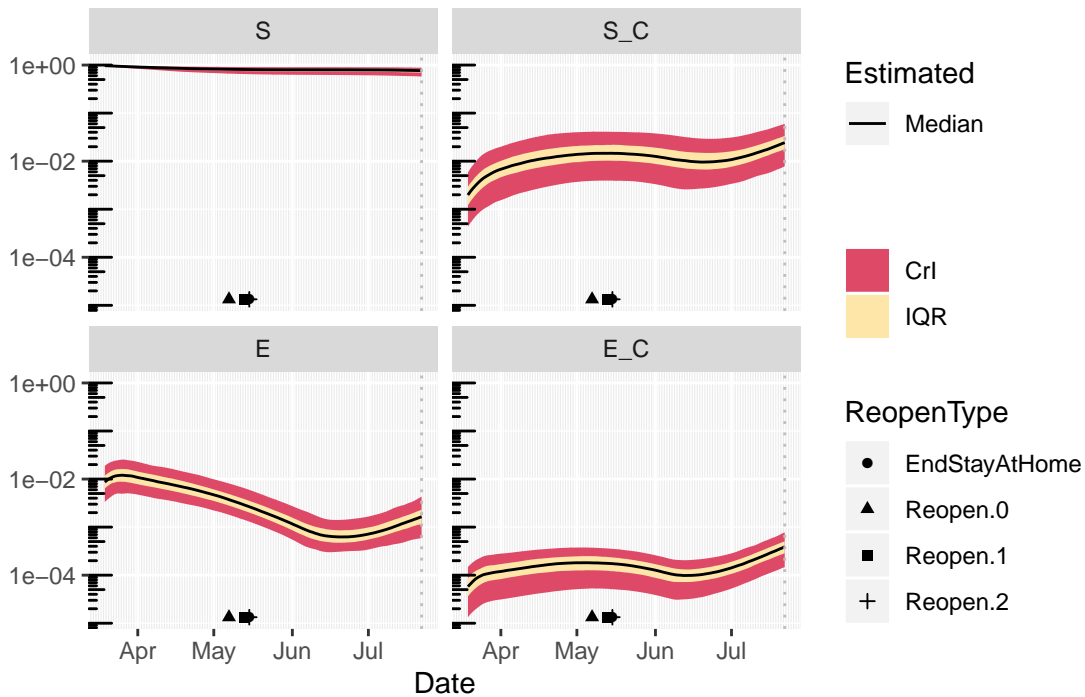 S
S_C
1e+00
1e−02
1e−04
E
E_C
1e+00
1e−02
1e−04
Apr May Jun Jul
Apr May Jun Jul
Date
Estimated
Median
CrI
IQR
ReopenType
EndStayAtHome
Reopen.0
Reopen.1
Reopen.2